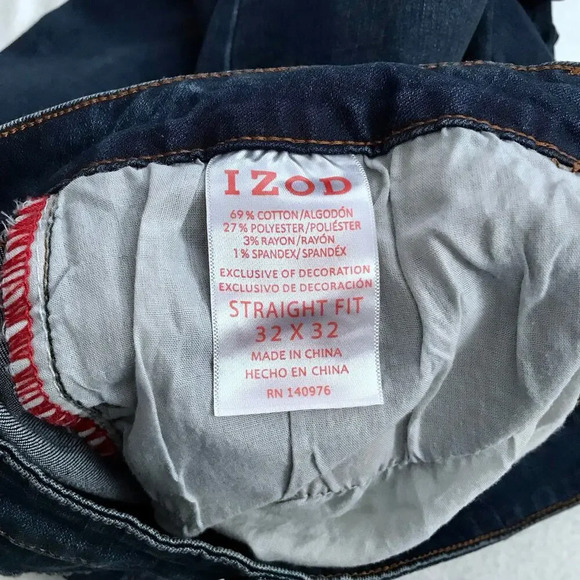 IZOD
69% COTTON/ALGODÓN
27% POLYESTER/POLIÉSTER
3% RAYON/RAYÓN
1% SPANDEX/SPANDÉX
EXCLUSIVE OF DECORATION
EXCLUSIVO DE DECORACIÓN
STRAIGHT FIT
32 X 32
MADE IN CHINA
HECHO EN CHINA
RN 140976